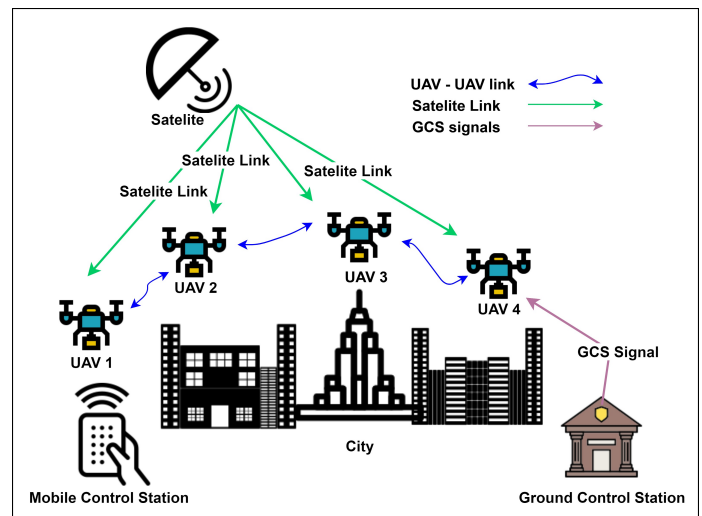 UAV - UAV link
Satelite Link
GCS signals
Satelite
Satelite Link
Satelite Link
Satelite Link
UAV 2
UAV 3
UAV 4
UAV 1
GCS Signal
City
Mobile Control Station
Ground Control Station